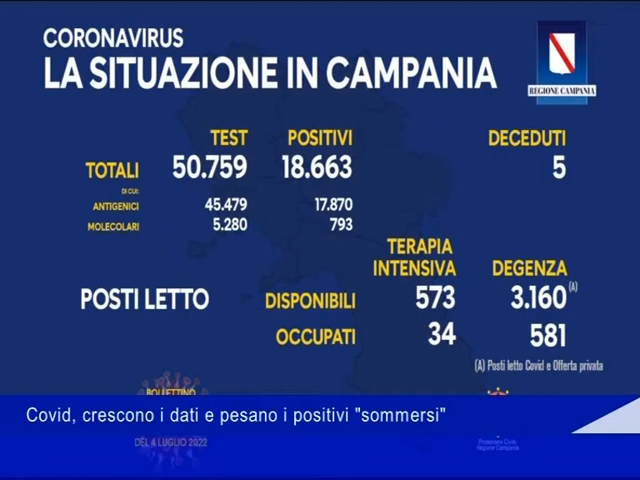 CORONAVIRUS
LA SITUAZIONE IN CAMPANIA
REGIONE CAMPANIA
TEST POSITIVI DECEDUTI
TOTALI 50.759 18.663 5
DI CUI:
ANTIGENICI 45.479 17.870
MOLECOLARI 5.280 793
TERAPIA
INTENSIVA DEGENZA
POSTI LETTO DISPONIBILI 573 3.160 (A)
OCCUPATI 34 581
(A) Posti letto Covid e Offerta privata
BOLLETTINO
Covid, crescono i dati e pesano i positivi "sommersi"
DEL 4 LUGLIO 2022
Protezione Civile
Regione Campania